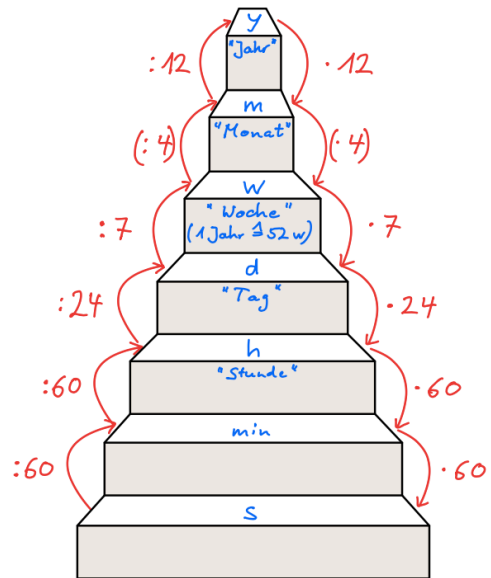 y
"Jahr"
:12
· 12
m
"Monat"
(: 4)
(· 4)
w
"Woche"
(1 Jahr ≙ 52 w)
:7
· 7
d
"Tag"
:24
· 24
h
"Stunde"
:60
· 60
min
:60
· 60
s